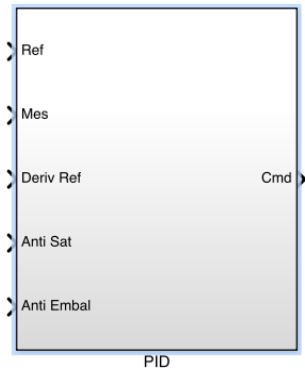 Ref
Mes
Deriv Ref
Cmd
Anti Sat
Anti Embal
PID